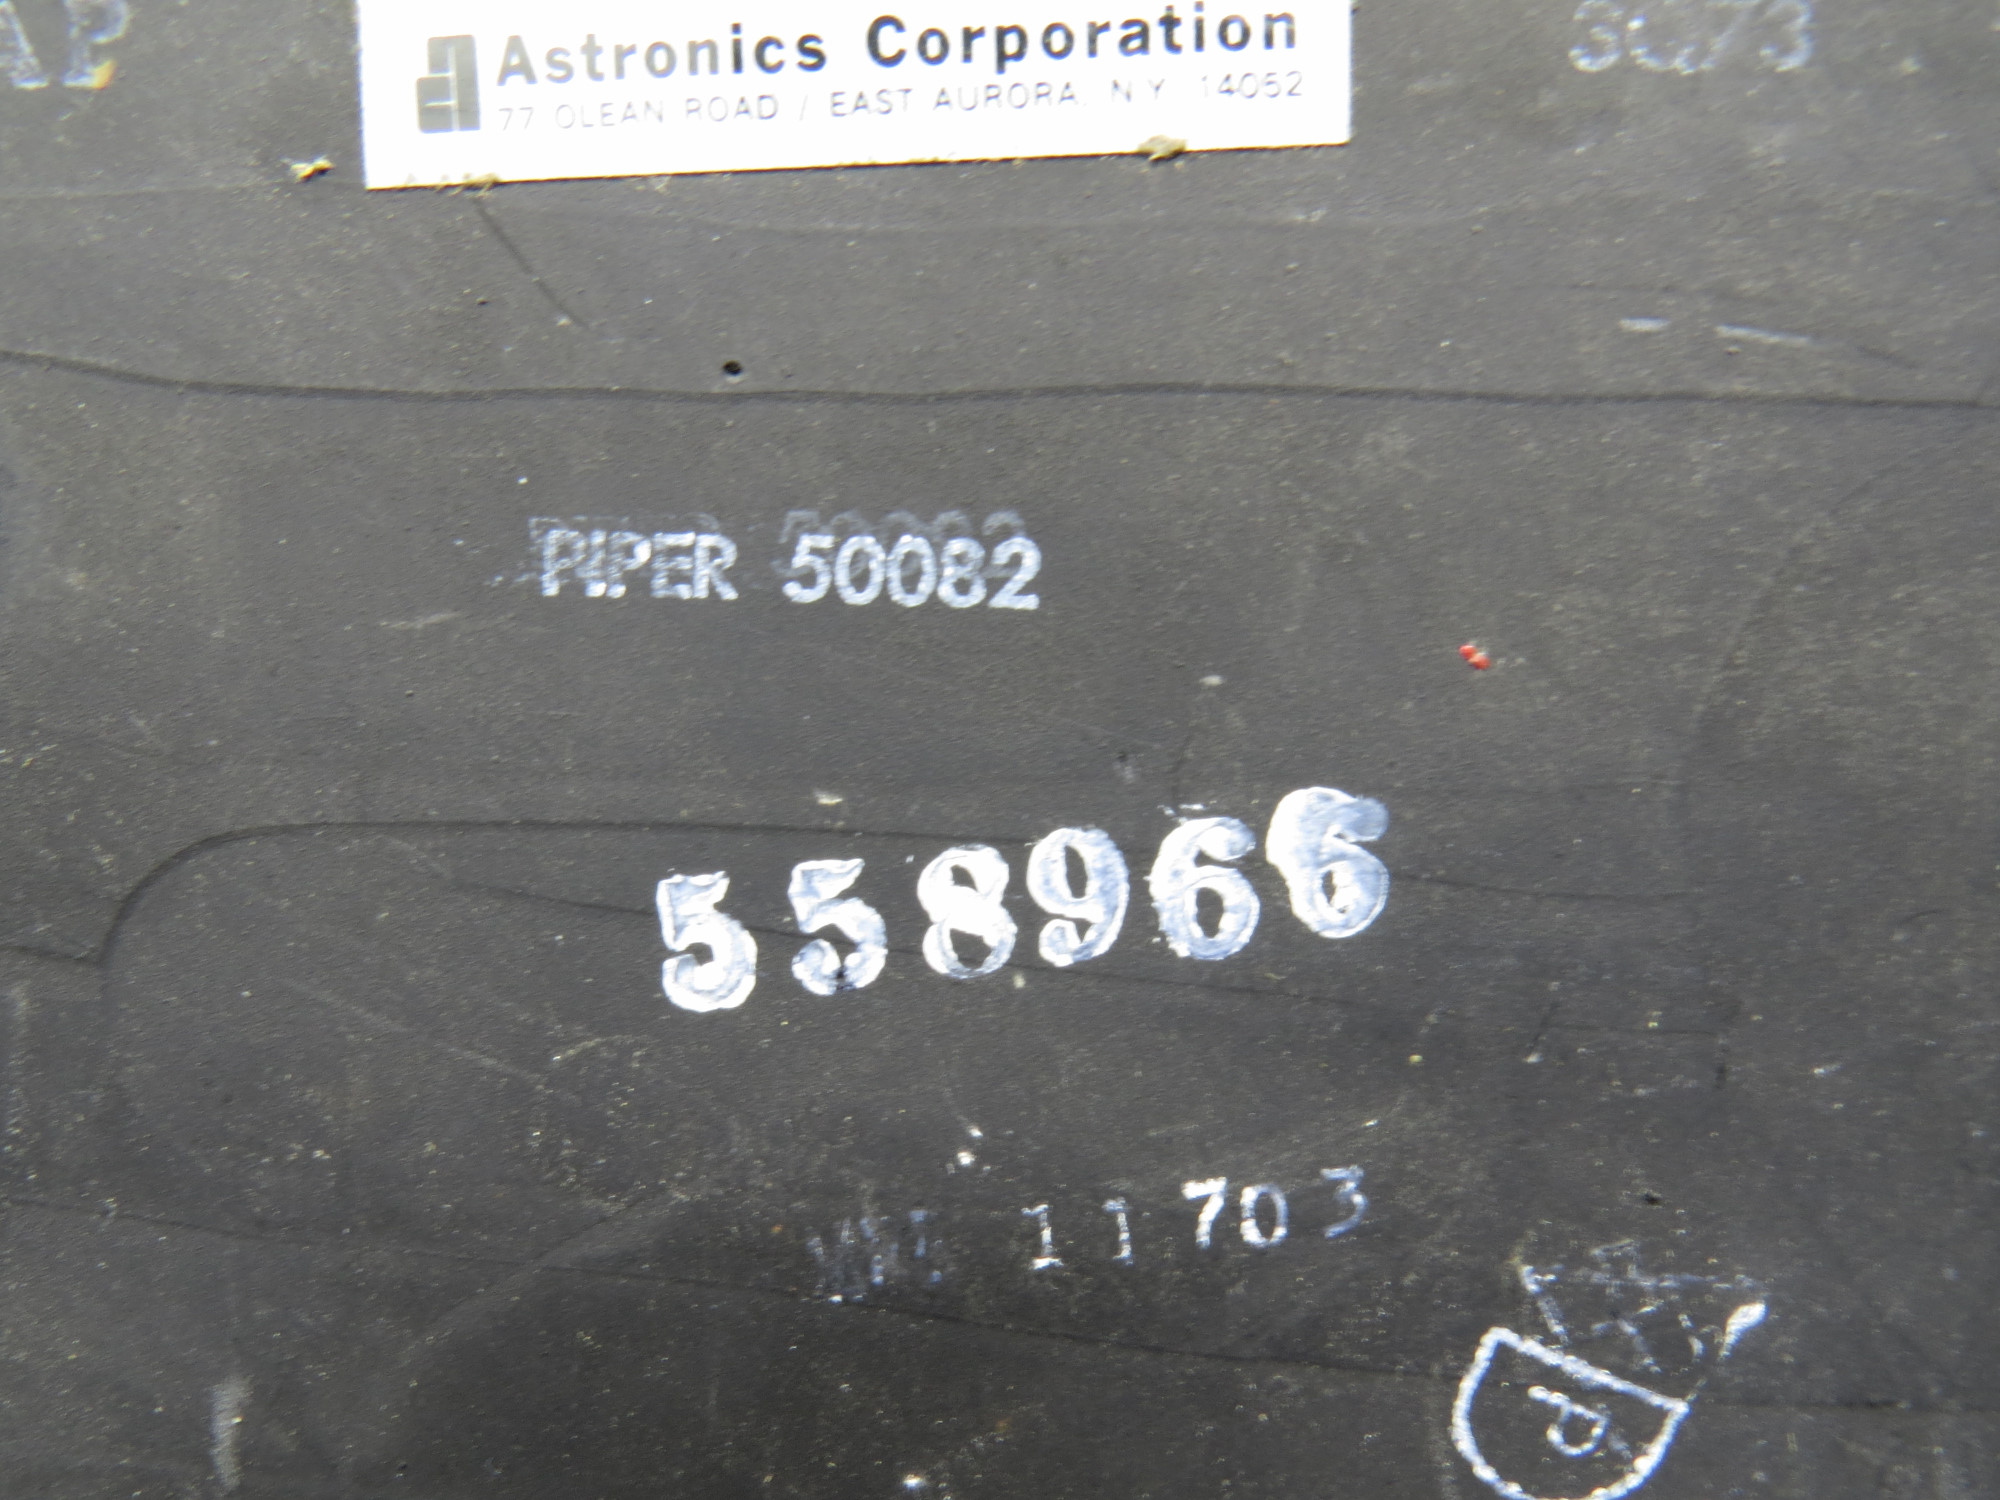 Astronics Corporation
77 OLEAN ROAD / EAST AURORA, N Y 14052
PIPER 50082
558966
11703
P